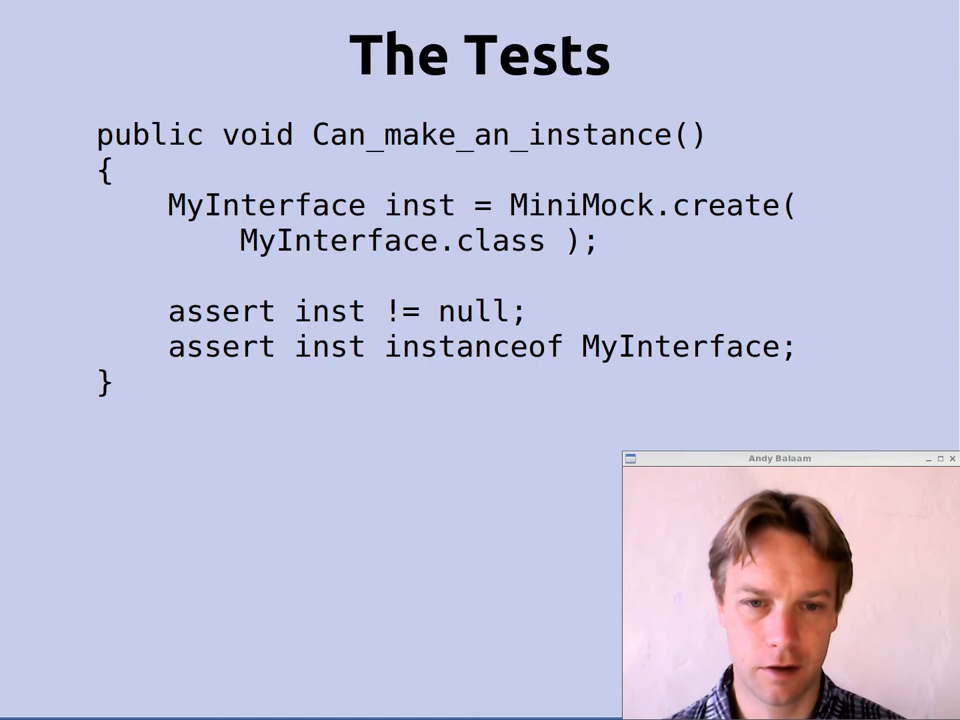 The Tests
public void Can_make_an_instance()
{
    MyInterface inst = MiniMock.create(
        MyInterface.class );

    assert inst != null;
    assert inst instanceof MyInterface;
}
Andy Balaam